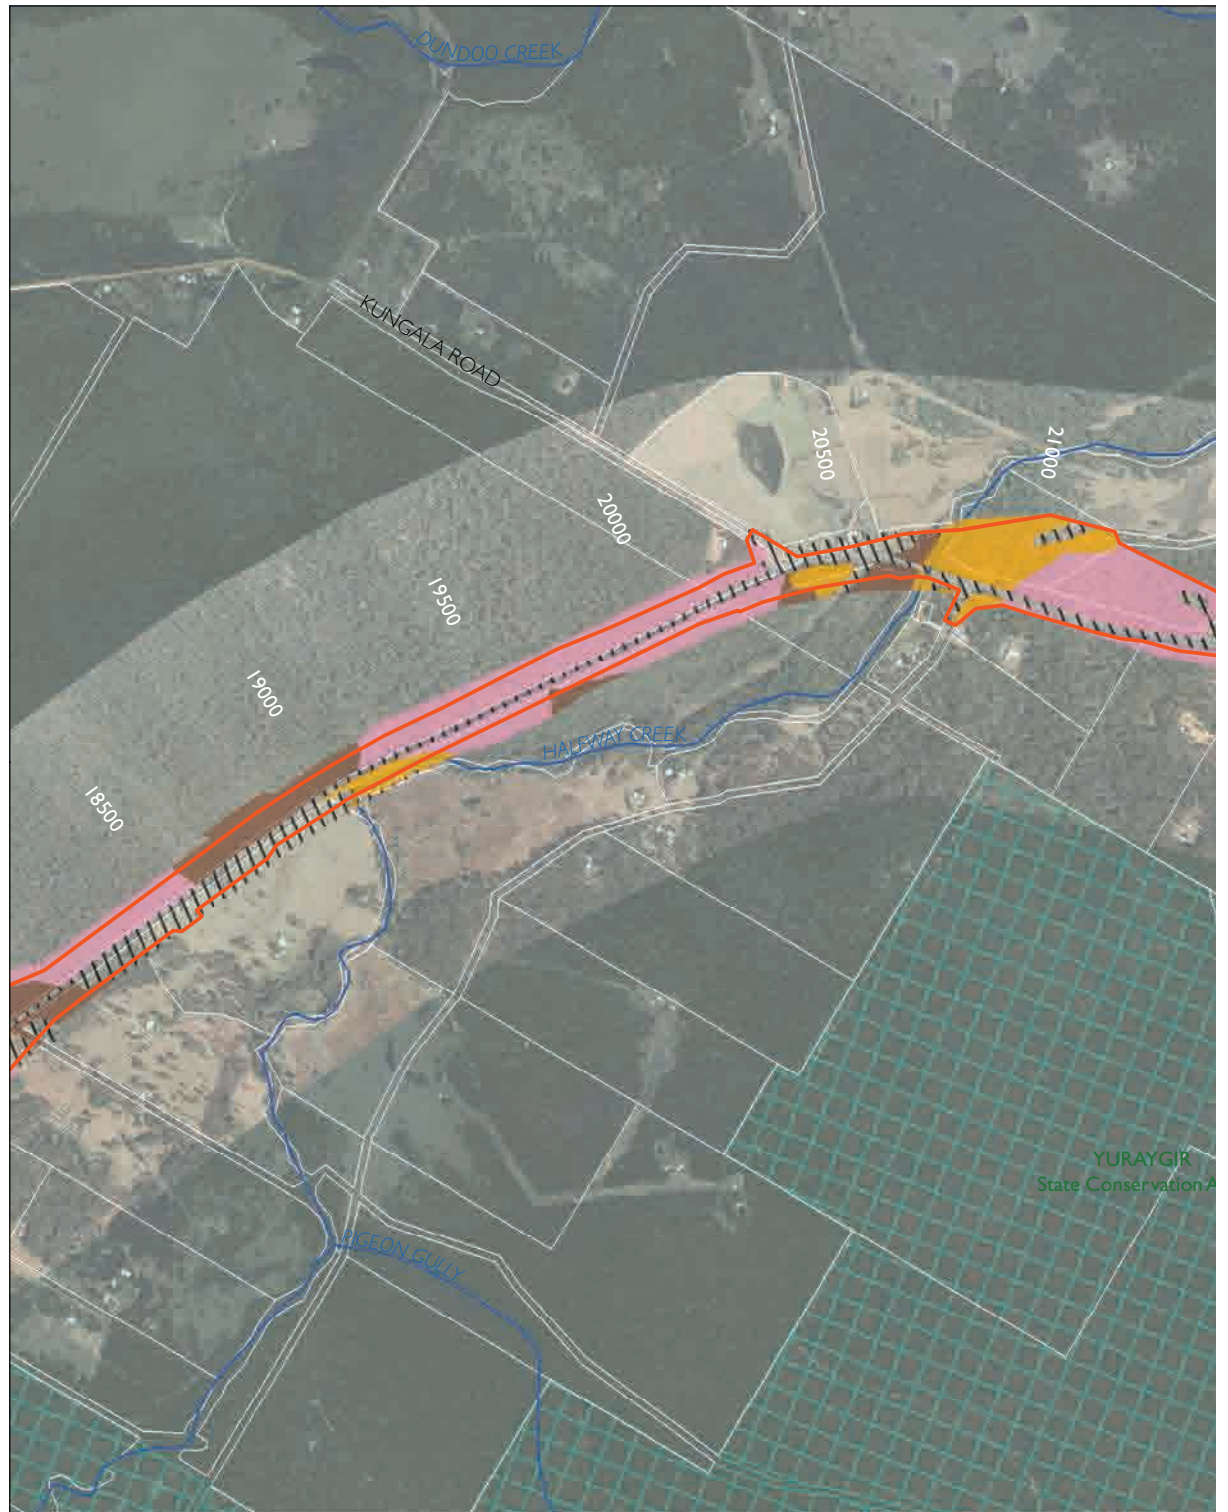 DUNDOO CREEK
KUNGALA ROAD
20500
21000
20000
19500
19000
HALFWAY CREEK
18500
YURAYGIR
State Conservation A
PIGEON GULLY